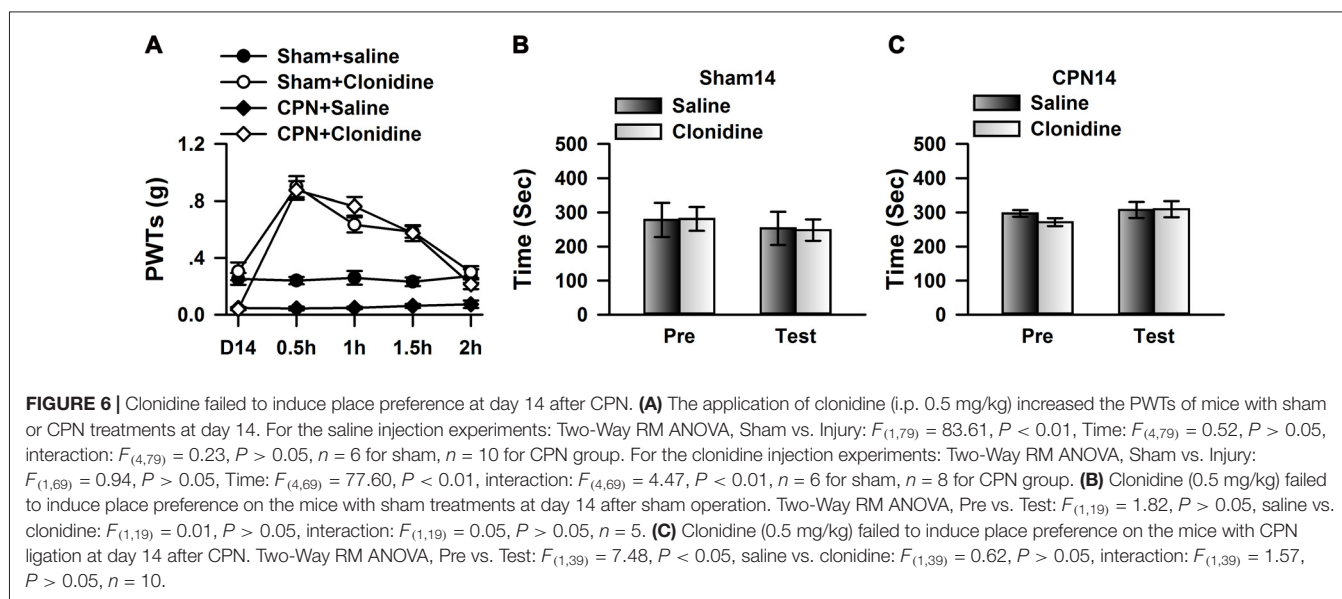 A
Sham+saline
Sham+Clonidine
CPN+Saline
CPN+Clonidine
PWTs (g)
1.2
.8
.4
0.0
D14 0.5h 1h 1.5h 2h
B
Sham14
Saline
Clonidine
Time (Sec)
500
400
300
200
100
0
Pre Test
C
CPN14
Saline
Clonidine
Time (Sec)
500
400
300
200
100
0
Pre Test
FIGURE 6 | Clonidine failed to induce place preference at day 14 after CPN. (A) The application of clonidine (i.p. 0.5 mg/kg) increased the PWTs of mice with sham
or CPN treatments at day 14. For the saline injection experiments: Two-Way RM ANOVA, Sham vs. Injury: F(1,79) = 83.61, P < 0.01, Time: F(4,79) = 0.52, P > 0.05,
interaction: F(4,79) = 0.23, P > 0.05, n = 6 for sham, n = 10 for CPN group. For the clonidine injection experiments: Two-Way RM ANOVA, Sham vs. Injury:
F(1,69) = 0.94, P > 0.05, Time: F(4,69) = 77.60, P < 0.01, interaction: F(4,69) = 4.47, P < 0.01, n = 6 for sham, n = 8 for CPN group. (B) Clonidine (0.5 mg/kg) failed
to induce place preference on the mice with sham treatments at day 14 after sham operation. Two-Way RM ANOVA, Pre vs. Test: F(1,19) = 1.82, P > 0.05, saline vs.
clonidine: F(1,19) = 0.01, P > 0.05, interaction: F(1,19) = 0.05, P > 0.05, n = 5. (C) Clonidine (0.5 mg/kg) failed to induce place preference on the mice with CPN
ligation at day 14 after CPN. Two-Way RM ANOVA, Pre vs. Test: F(1,39) = 7.48, P < 0.05, saline vs. clonidine: F(1,39) = 0.62, P > 0.05, interaction: F(1,39) = 1.57,
P > 0.05, n = 10.